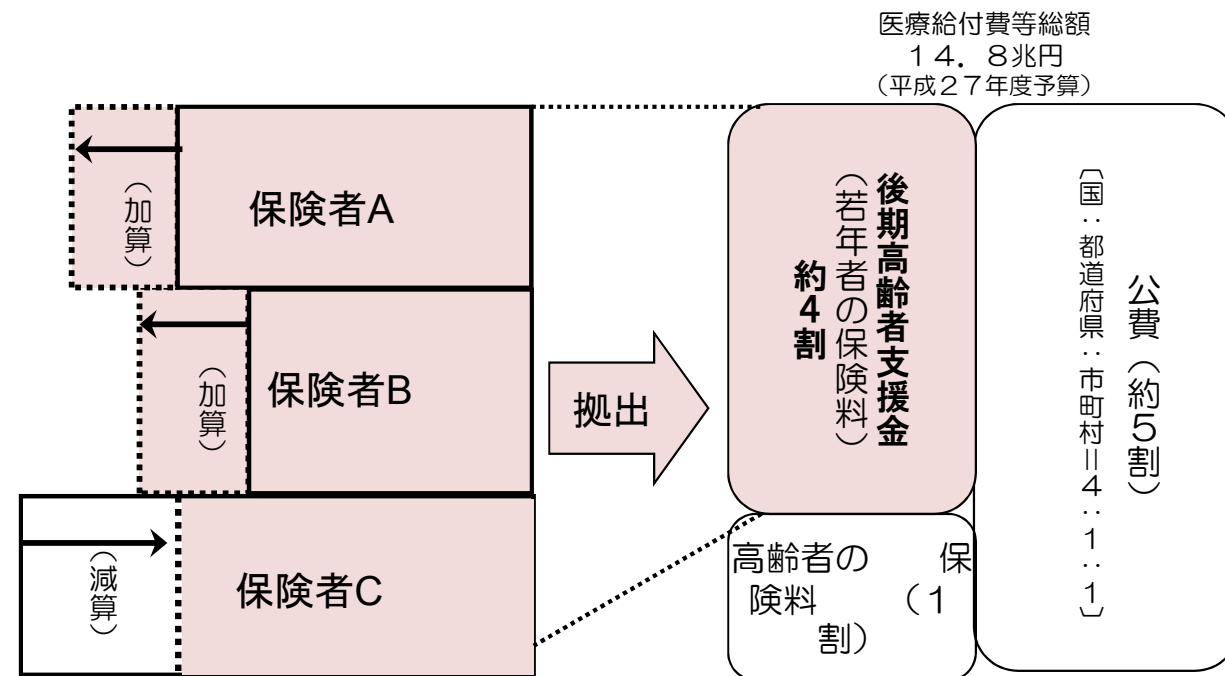 医療給付費等総額
１４．８兆円
（平成２７年度予算）
（加算）
保険者A
（加算）
保険者B
（減算）
保険者C
拠出
後期高齢者支援金
（若年者の保険料）
約４割
高齢者の　　保
険料　　（１
割）
公費（約５割）
〔国：都道府県：市町村＝４：１：１〕